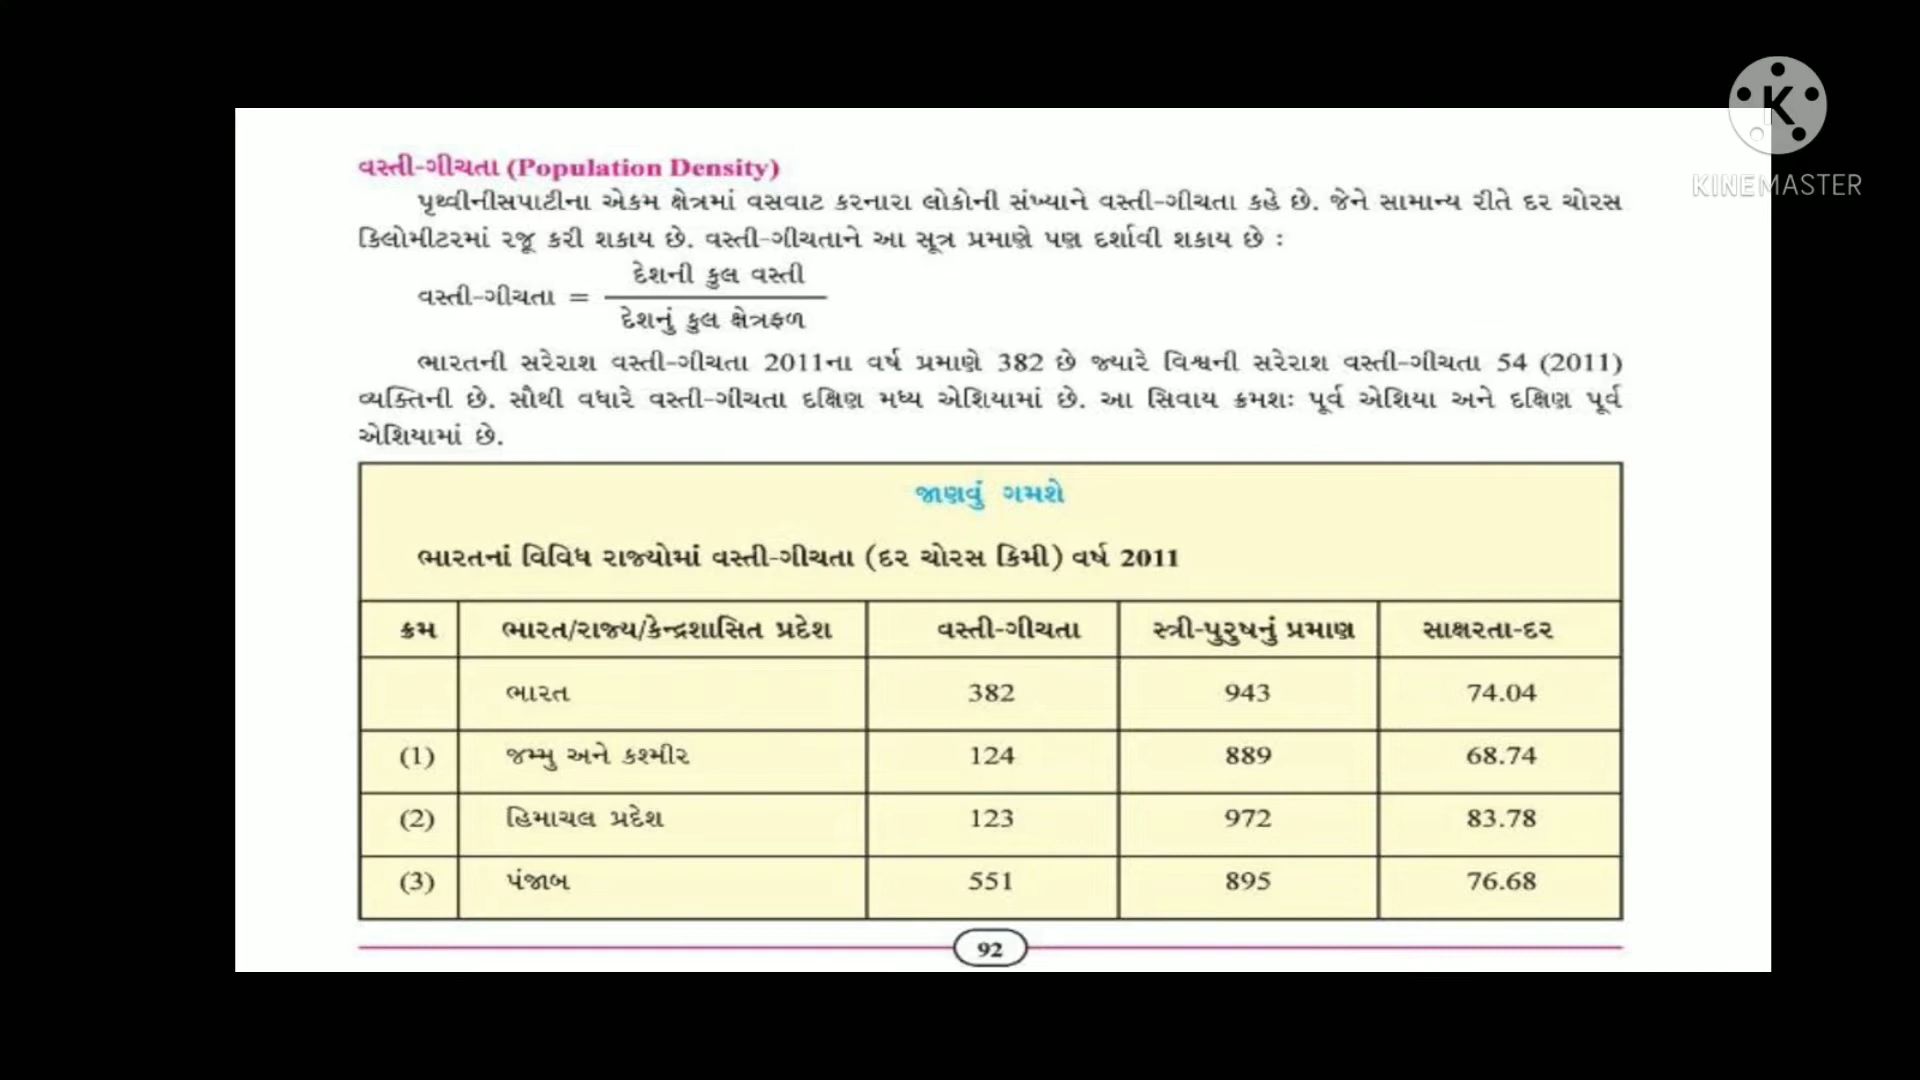 K
KINEMASTER
વસ્તી-ગીચતા (Population Density)
પૃથ્વીનીસપાટીના એકમ ક્ષેત્રમાં વસવાટ કરનારા લોકોની સંખ્યાને વસ્તી-ગીચતા કહે છે. જેને સામાન્ય રીતે દર ચોરસ
કિલોમીટરમાં રજૂ કરી શકાય છે. વસ્તી-ગીચતાને આ સૂત્ર પ્રમાણે પણ દર્શાવી શકાય છે :
દેશની કુલ વસ્તી
વસ્તી-ગીચતા =
દેશનું કુલ ક્ષેત્રફળ
ભારતની સરેરાશ વસ્તી-ગીચતા 2011ના વર્ષ પ્રમાણે 382 છે જ્યારે વિશ્વની સરેરાશ વસ્તી-ગીચતા 54 (2011)
વ્યક્તિની છે. સૌથી વધારે વસ્તી-ગીચતા દક્ષિણ મધ્ય એશિયામાં છે. આ સિવાય ક્રમશઃ પૂર્વ એશિયા અને દક્ષિણ પૂર્વ
એશિયામાં છે.
જાણવું ગમશે
ભારતનાં વિવિધ રાજ્યોમાં વસ્તી-ગીચતા (દર ચોરસ કિમી) વર્ષ 2011
ક્રમ ભારત/રાજ્ય/કેન્દ્રશાસિત પ્રદેશ વસ્તી-ગીચતા સ્ત્રી-પુરુષનું પ્રમાણ સાક્ષરતા-દર
ભારત 382 943 74.04
(1) જમ્મુ અને કશ્મીર 124 889 68.74
(2) હિમાચલ પ્રદેશ 123 972 83.78
(3) પંજાબ 551 895 76.68
92